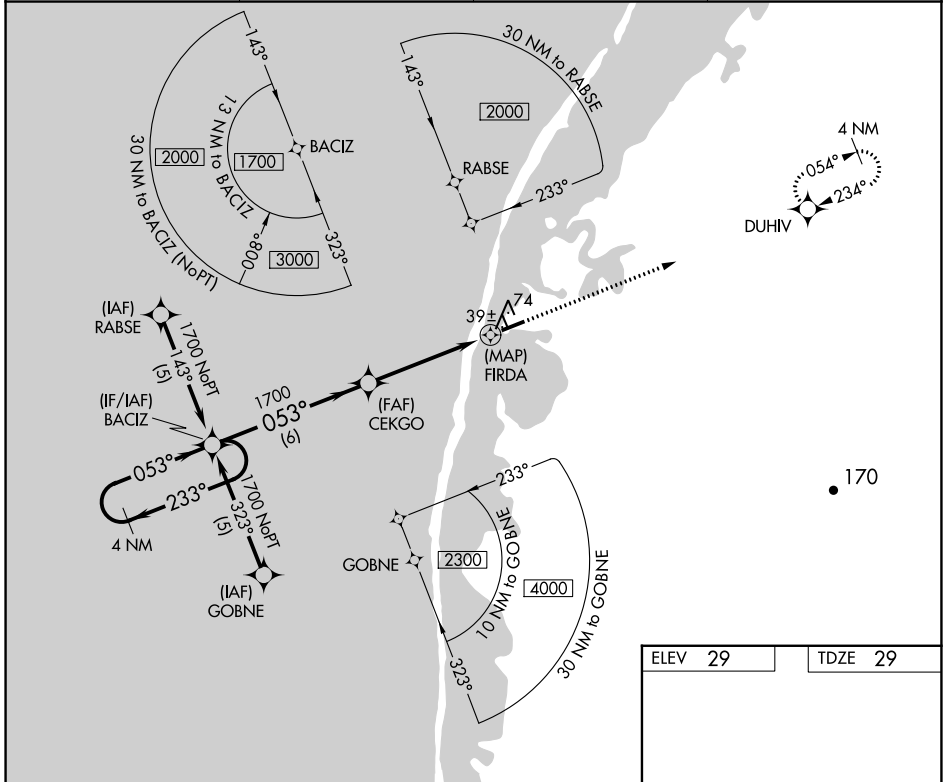 143°
13 NM to BACIZ
BACIZ
2000
1700
30 NM to BACIZ (NoPT)
008°
3000
323°
30 NM to RABSE
143°
2000
RABSE
233°
4 NM
054°
234°
DUHIV
(IAF)
RABSE
1700 NoPT
143°
(5)
39± 74
(MAP)
FIRDA
(IF/IAF)
BACIZ
1700
053°
(6)
(FAF)
CEKGO
053°
233°
4 NM
1700 NoPT
323°
(5)
(IAF)
GOBNE
233°
GOBNE
2300
10 NM to GOBNE
4000
30 NM to GOBNE
323°
170
ELEV 29
TDZE 29